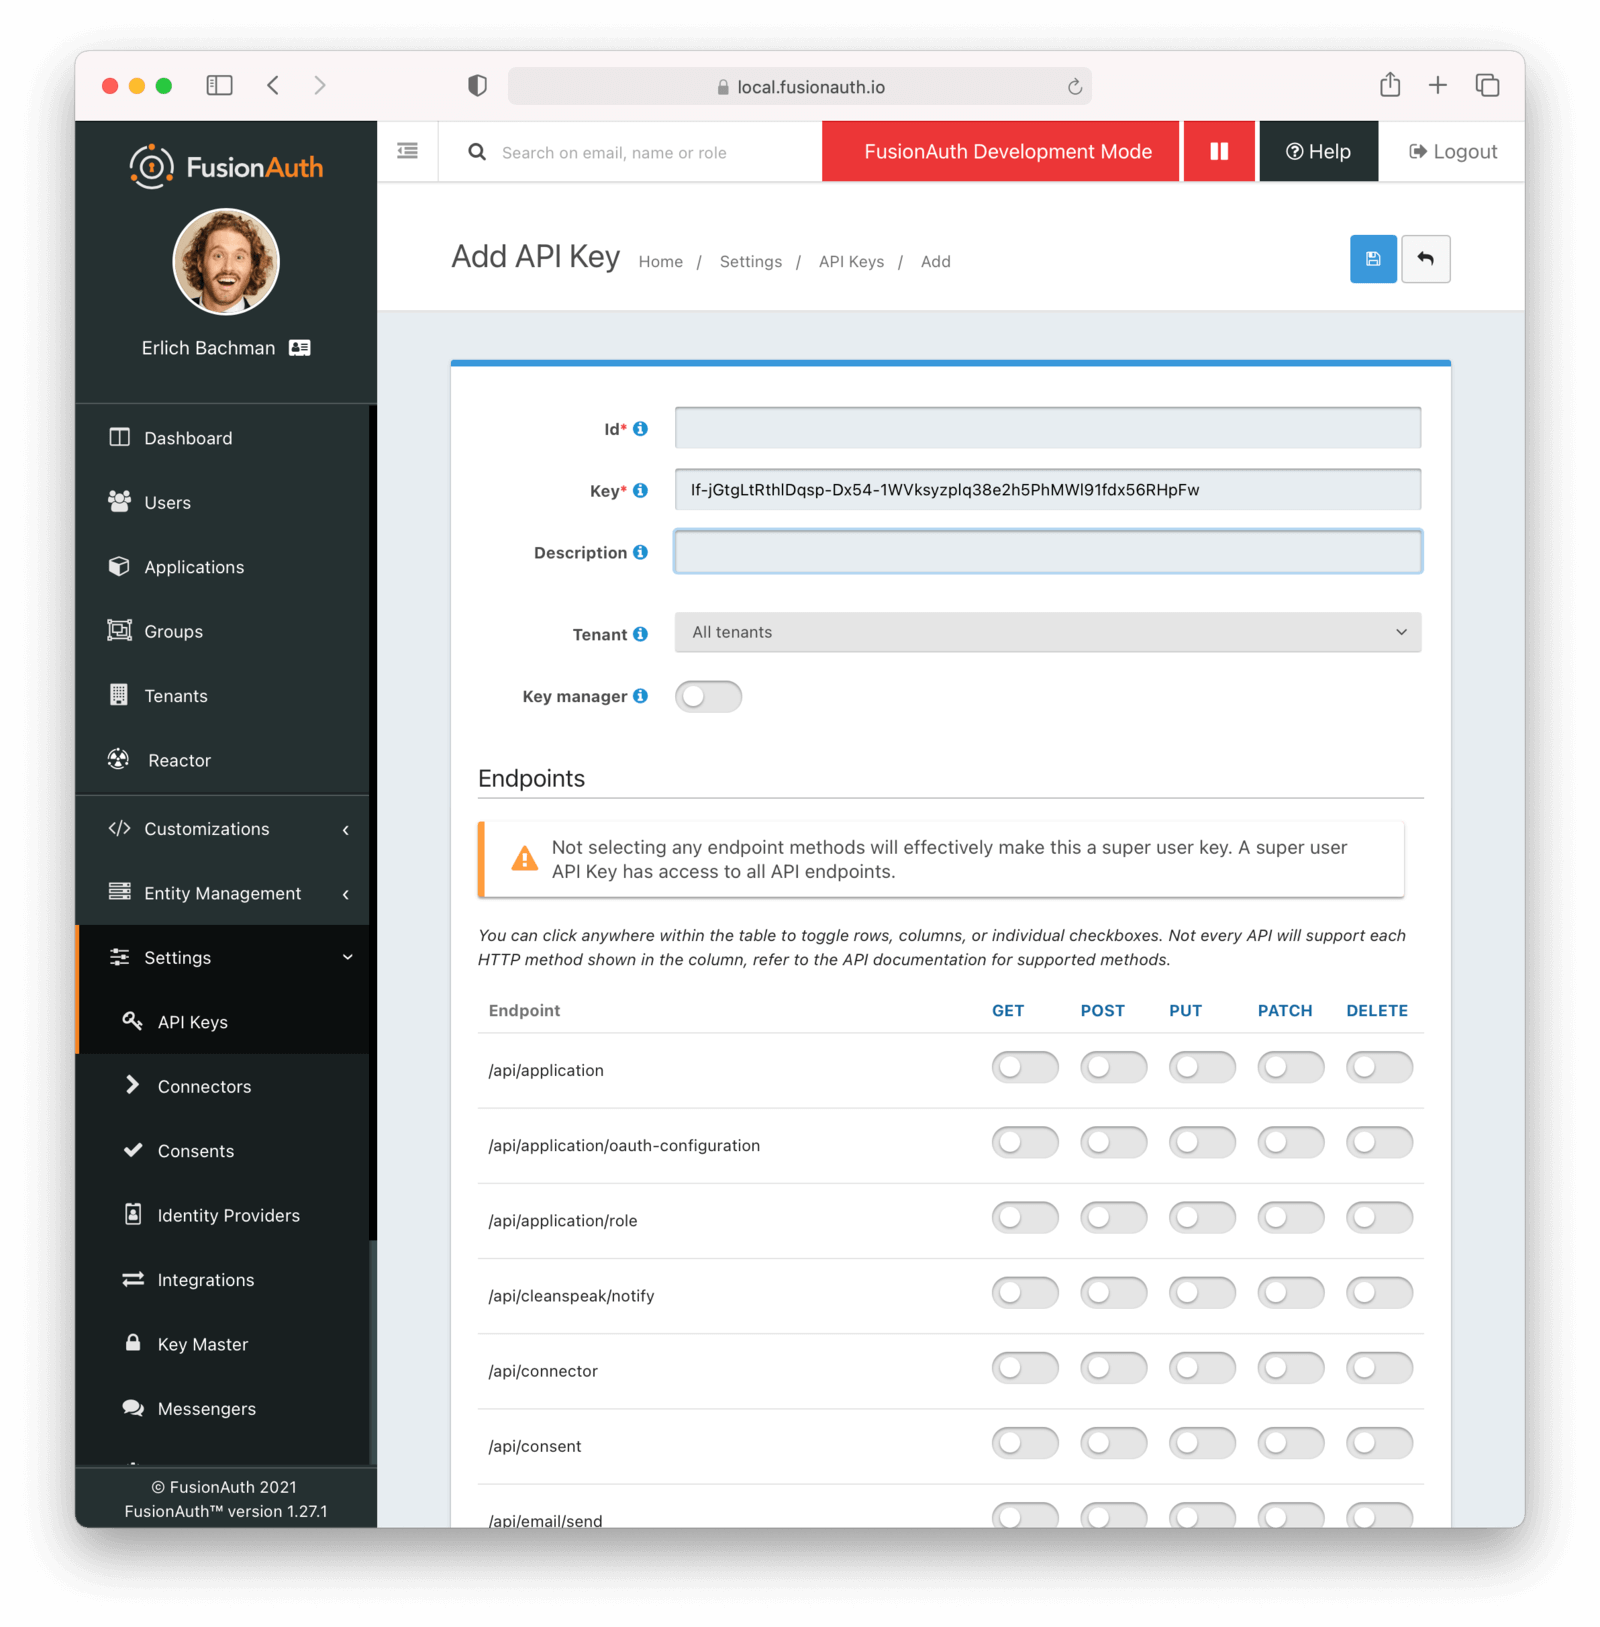 local.fusionauth.io
FusionAuth
Search on email, name or role
FusionAuth Development Mode
Help
Logout
Erlich Bachman
Add API Key
Home / Settings / API Keys / Add
Dashboard
Users
Applications
Groups
Tenants
Reactor
Customizations
Entity Management
Settings
API Keys
Connectors
Consents
Identity Providers
Integrations
Key Master
Messengers
© FusionAuth 2021
FusionAuth™ version 1.27.1
Id*
Key* If-jGtgLtRthIDqsp-Dx54-1WVksyzplq38e2h5PhMWl91fdx56RHpFw
Description
Tenant All tenants
Key manager
Endpoints
Not selecting any endpoint methods will effectively make this a super user key. A super user
API Key has access to all API endpoints.
You can click anywhere within the table to toggle rows, columns, or individual checkboxes. Not every API will support each
HTTP method shown in the column, refer to the API documentation for supported methods.
Endpoint GET POST PUT PATCH DELETE
/api/application
/api/application/oauth-configuration
/api/application/role
/api/cleanspeak/notify
/api/connector
/api/consent
/api/email/send